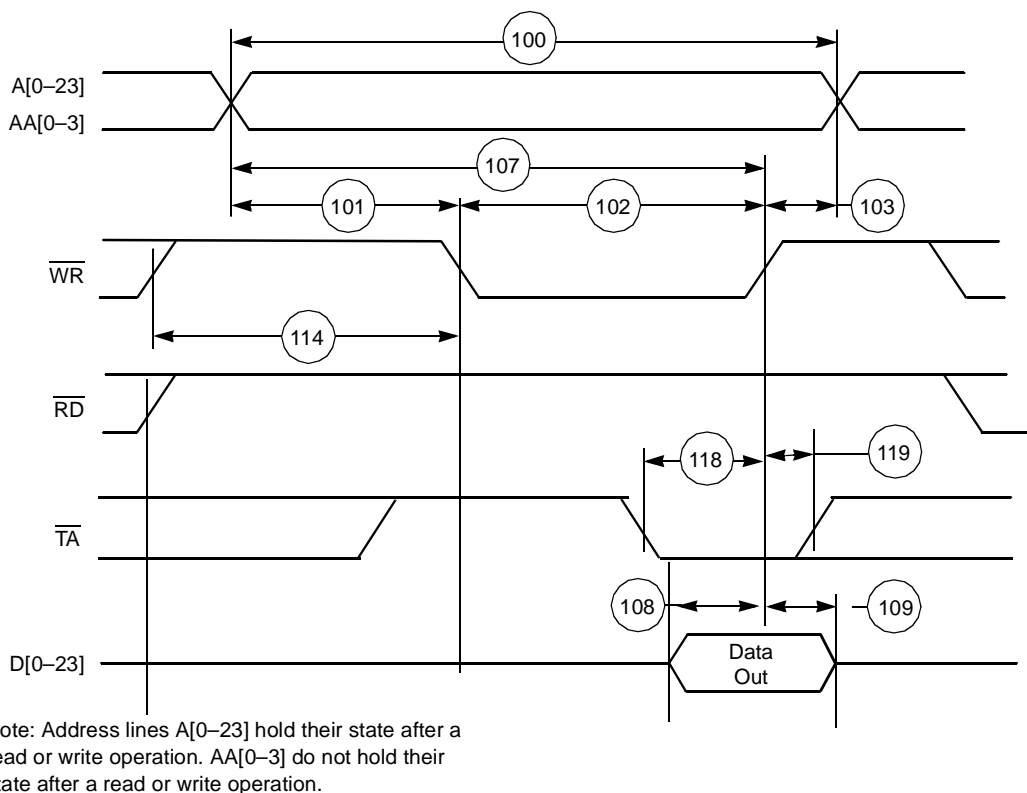 100
A[0–23]
AA[0–3]
107
101
102
103
WR
114
RD
118
119
TA
108
109
D[0–23]
Data
Out
ote: Address lines A[0–23] hold their state after a
ead or write operation. AA[0–3] do not hold their
tate after a read or write operation.